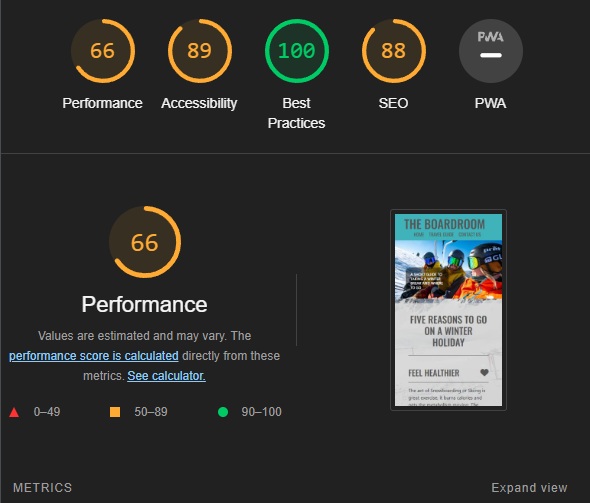 66
89
100
88
PWA
Performance
Accessibility
Best
Practices
SEO
PWA
66
Performance
Values are estimated and may vary. The
performance score is calculated directly from these
metrics. See calculator.
0–49
50–89
90–100
THE BOARDROOM
HOME
CONTACT US
FIVE REASONS TO GO
ON A WINTER
HOLIDAY
FEEL HEALTHIER
METRICS
Expand view